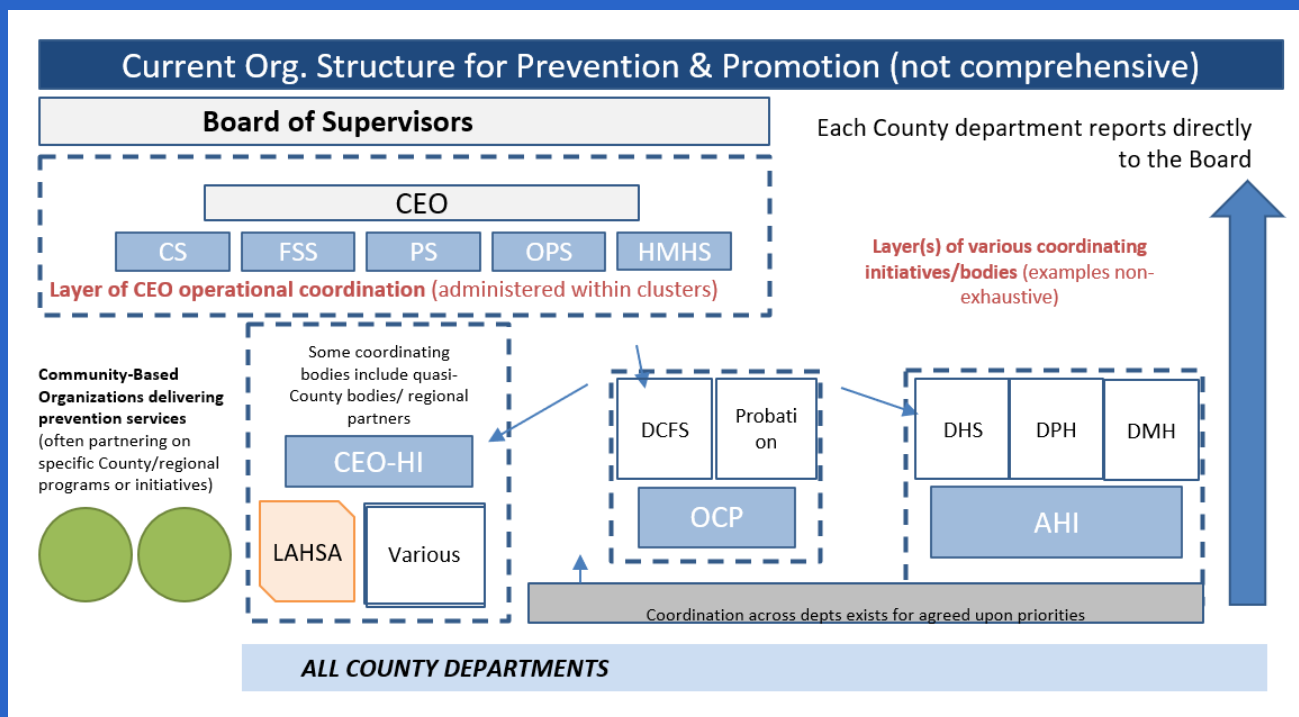 Current Org. Structure for Prevention & Promotion (not comprehensive)
Board of Supervisors
Each County department reports directly
to the Board
CEO
CS
FSS
PS
OPS
HMHS
Layer of CEO operational coordination (administered within clusters)
Layer(s) of various coordinating
initiatives/bodies (examples non-
exhaustive)
Community-Based
Organizations delivering
prevention services
(often partnering on
specific County/regional
programs or initiatives)
Some coordinating
bodies include quasi-
County bodies/ regional
partners
CEO-HI
LAHSA
Various
DCFS
Probati
on
OCP
DHS
DPH
DMH
AHI
Coordination across depts exists for agreed upon priorities
ALL COUNTY DEPARTMENTS